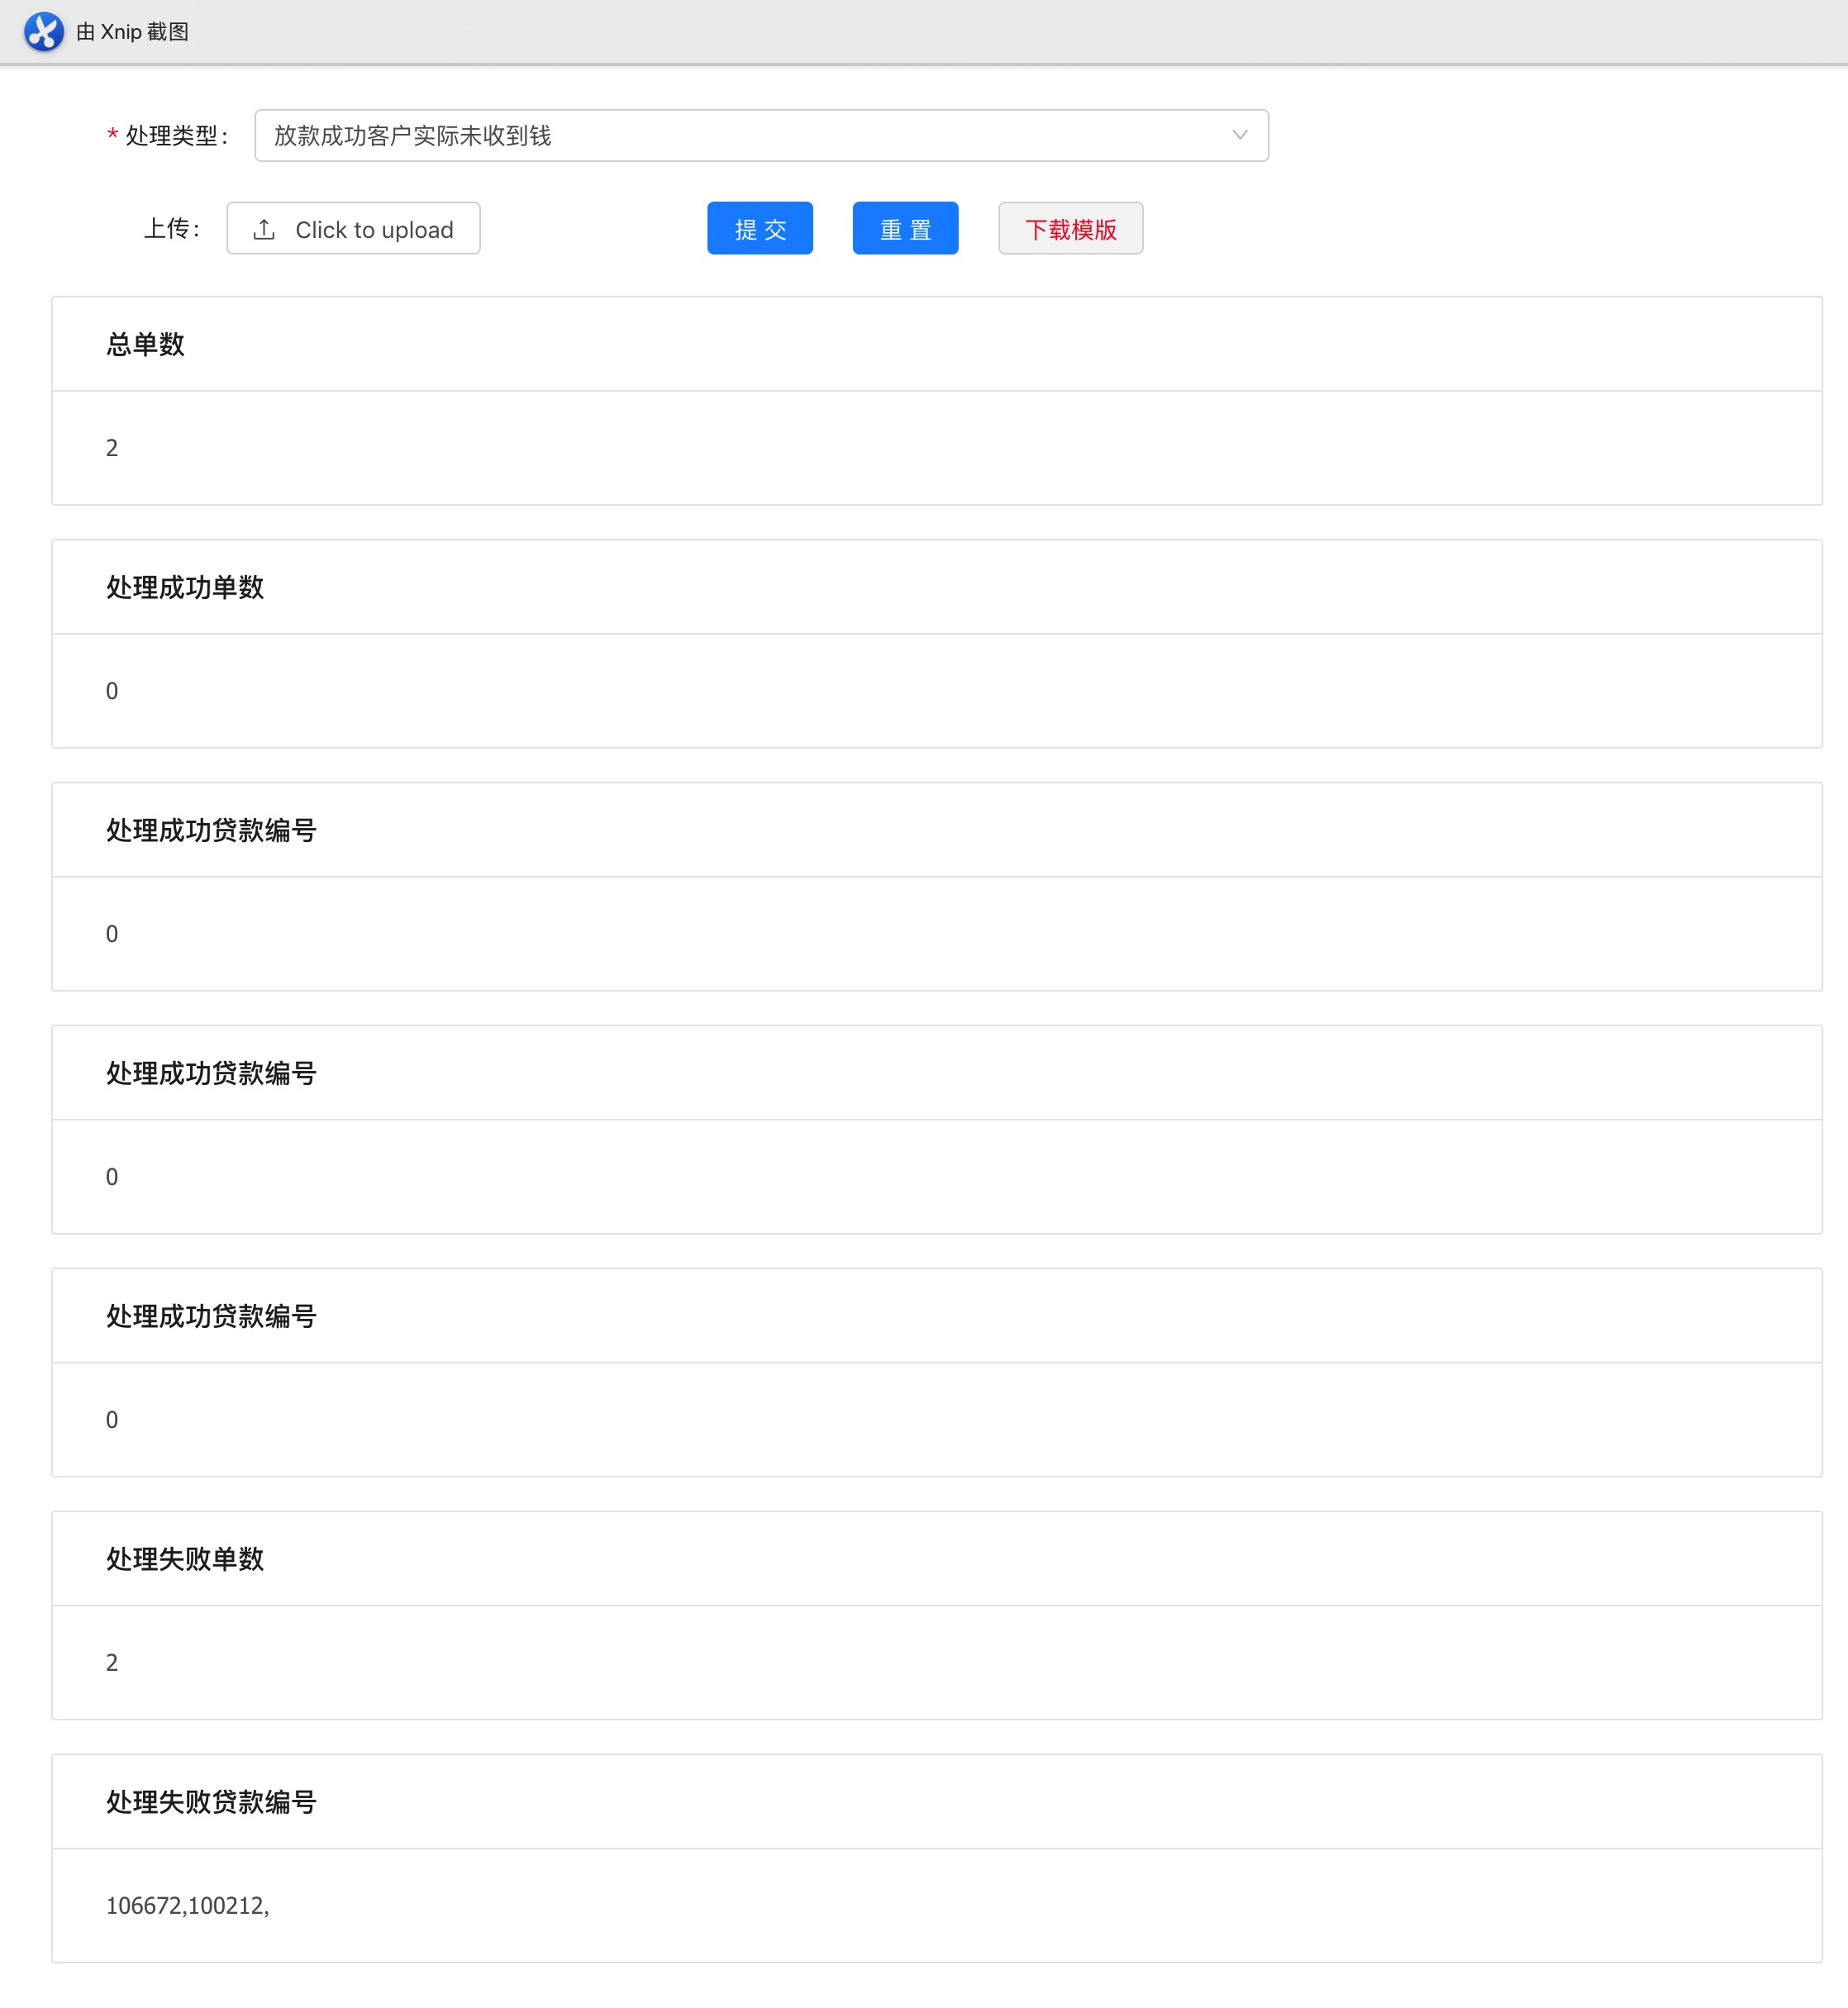 由 Xnip 截图
* 处理类型:
放款成功客户实际未收到钱
上传:
Click to upload
提 交
重 置
下载模版
总单数
2
处理成功单数
0
处理成功贷款编号
0
处理成功贷款编号
0
处理成功贷款编号
0
处理失败单数
2
处理失败贷款编号
106672,100212,